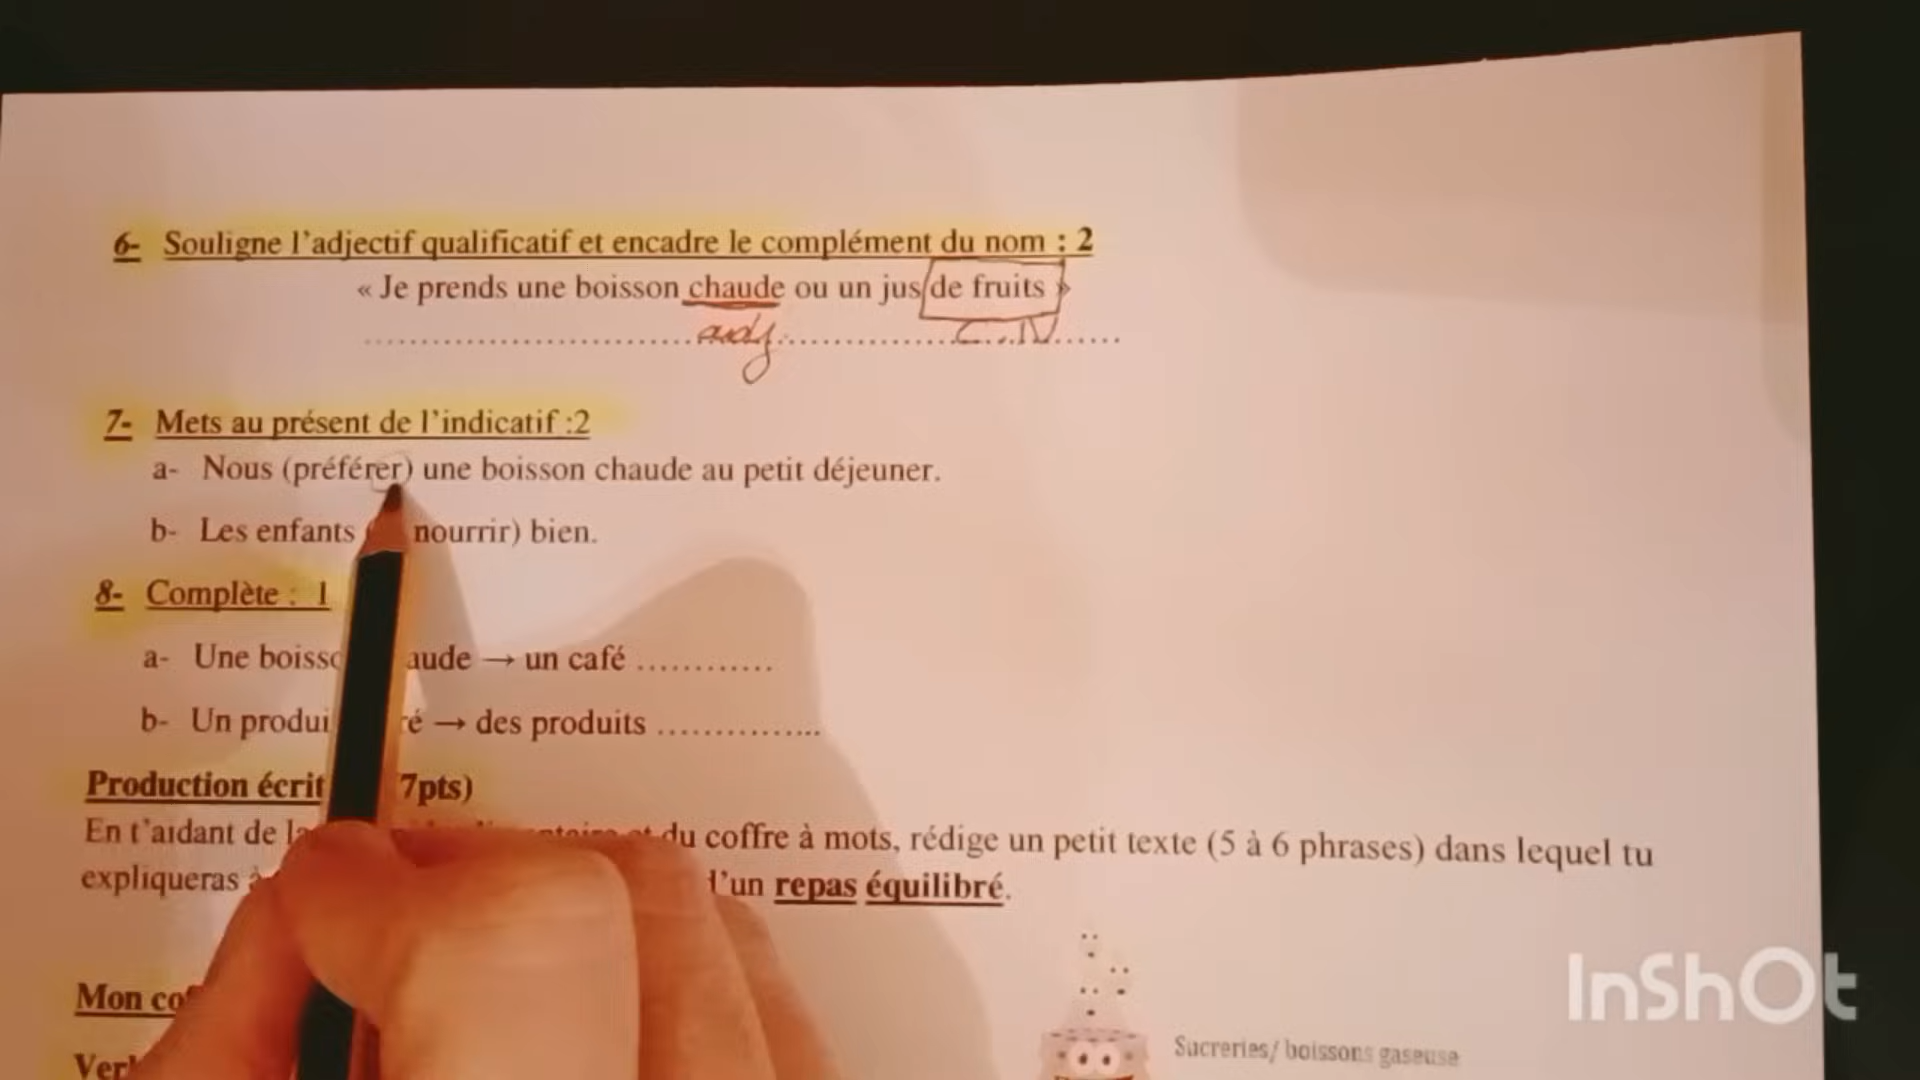 6- Souligne l'adjectif qualificatif et encadre le complément du nom : 2
« Je prends une boisson chaude ou un jus de fruits »
adj C.N
7- Mets au présent de l'indicatif :2
a- Nous (préférer) une boisson chaude au petit déjeuner.
b- Les enfants ( nourrir) bien.
8- Complète : 1
a- Une boisso aude → un café ............
b- Un produi ré → des produits ..............
Production écrit 7pts)
En t'aidant de la du coffre à mots, rédige un petit texte (5 à 6 phrases) dans lequel tu
expliqueras à d'un repas équilibré.
Mon cof
Verb
Sucreries/ boissons gaseuse
InShOt